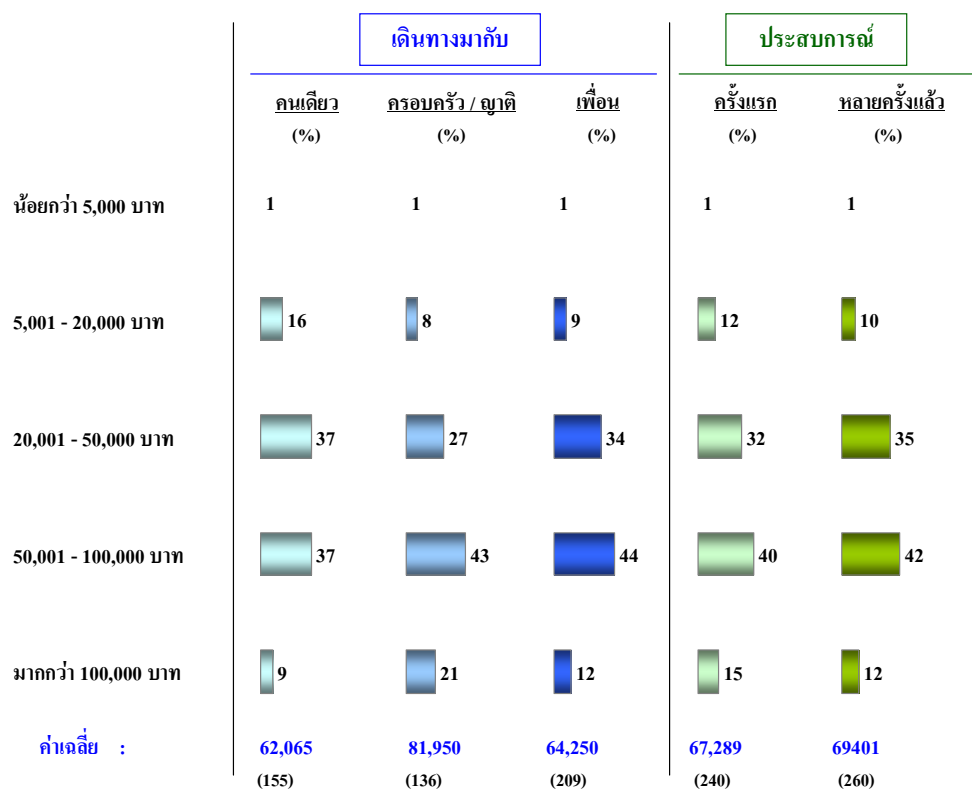 เดินทางมากับ ประสบการณ์
คนเดียว ครอบครัว / ญาติ เพื่อน ครั้งแรก หลายครั้งแล้ว
(%) (%) (%) (%) (%)
น้อยกว่า 5,000 บาท 1 1 1 1 1
5,001 - 20,000 บาท 16 8 9 12 10
20,001 - 50,000 บาท 37 27 34 32 35
50,001 - 100,000 บาท 37 43 44 40 42
มากกว่า 100,000 บาท 9 21 12 15 12
ค่าเฉลี่ย : 62,065 81,950 64,250 67,289 69401
(155) (136) (209) (240) (260)